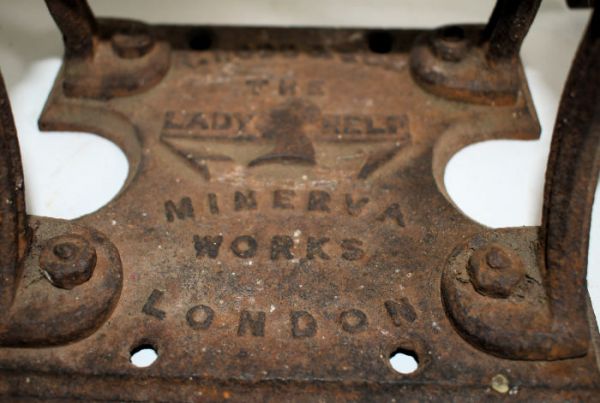 THE
LADY HELP
MINERVA
WORKS
LONDON